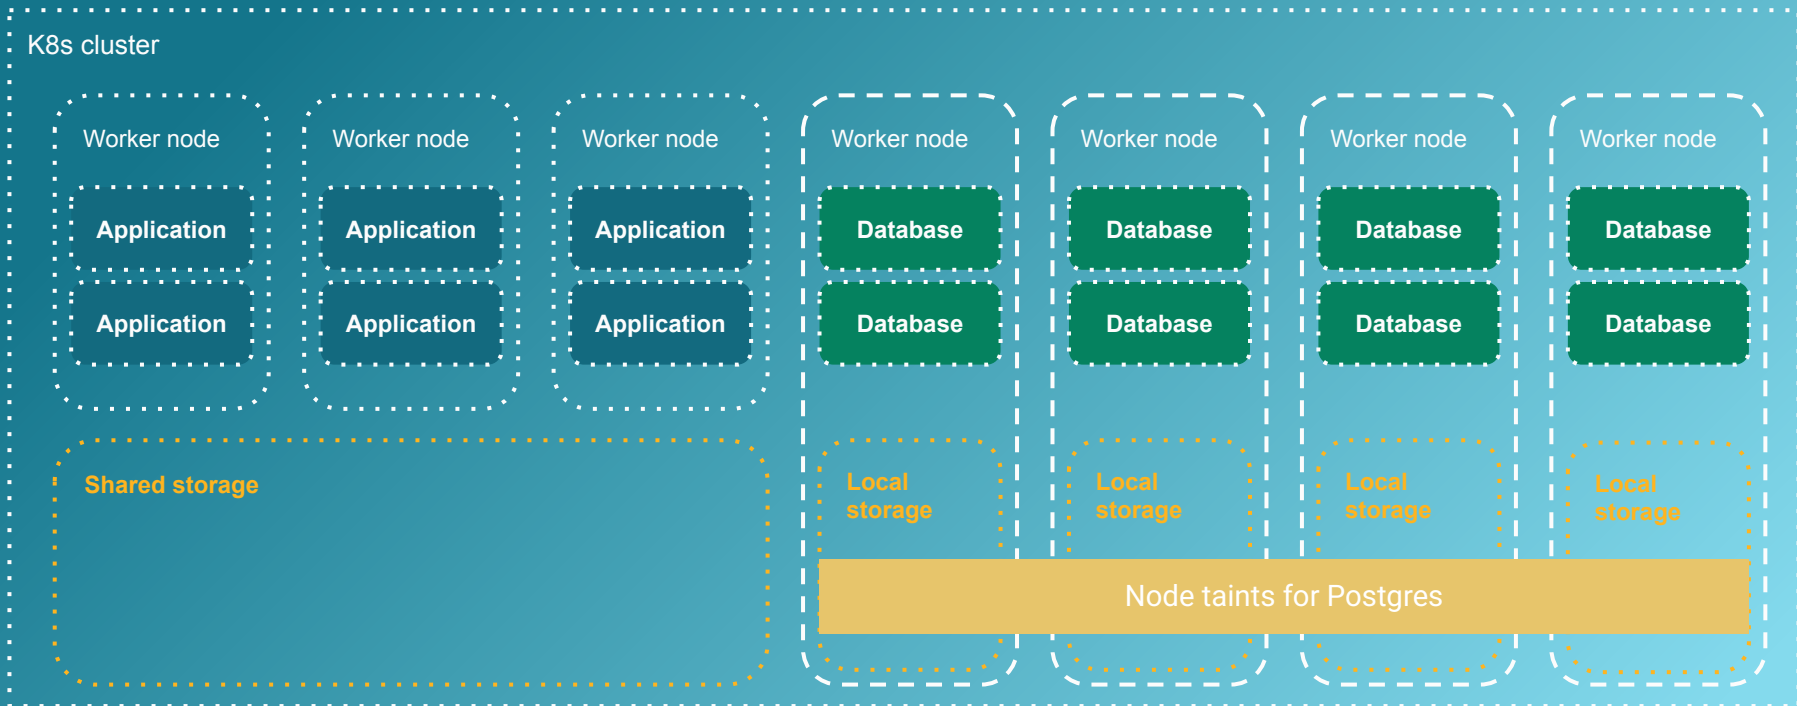 K8s cluster
Worker node
Worker node
Worker node
Worker node
Worker node
Worker node
Worker node
Application
Application
Application
Database
Database
Database
Database
Application
Application
Application
Database
Database
Database
Database
Shared storage
Local
storage
Local
storage
Local
storage
Local
storage
Node taints for Postgres